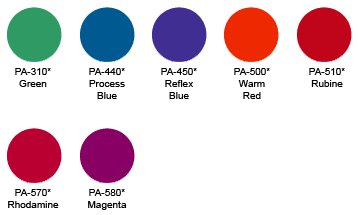 PA-310* PA-440* PA-450* PA-500* PA-510*
Green Process Reflex Warm Rubine
Blue Blue Red
PA-570* PA-580*
Rhodamine Magenta